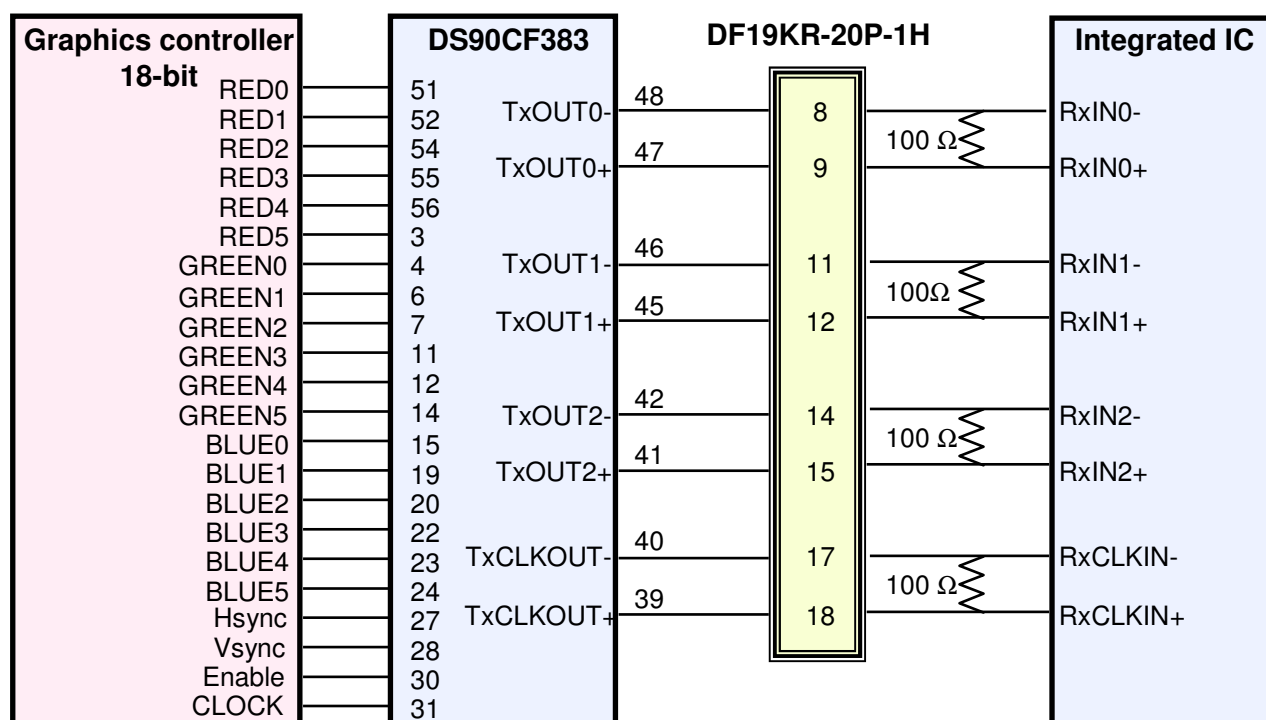 Graphics controller
18-bit
RED0
RED1
RED2
RED3
RED4
RED5
GREEN0
GREEN1
GREEN2
GREEN3
GREEN4
GREEN5
BLUE0
BLUE1
BLUE2
BLUE3
BLUE4
BLUE5
Hsync
Vsync
Enable
CLOCK
DS90CF383
51
52
54
55
56
3
4
6
7
11
12
14
15
19
20
22
23
24
27
28
30
31
TxOUT0-
TxOUT0+
TxOUT1-
TxOUT1+
TxOUT2-
TxOUT2+
TxCLKOUT-
TxCLKOUT+
48
47
46
45
42
41
40
39
DF19KR-20P-1H
8
9
11
12
14
15
17
18
100 Ω
100Ω
100 Ω
100 Ω
Integrated IC
RxIN0-
RxIN0+
RxIN1-
RxIN1+
RxIN2-
RxIN2+
RxCLKIN-
RxCLKIN+